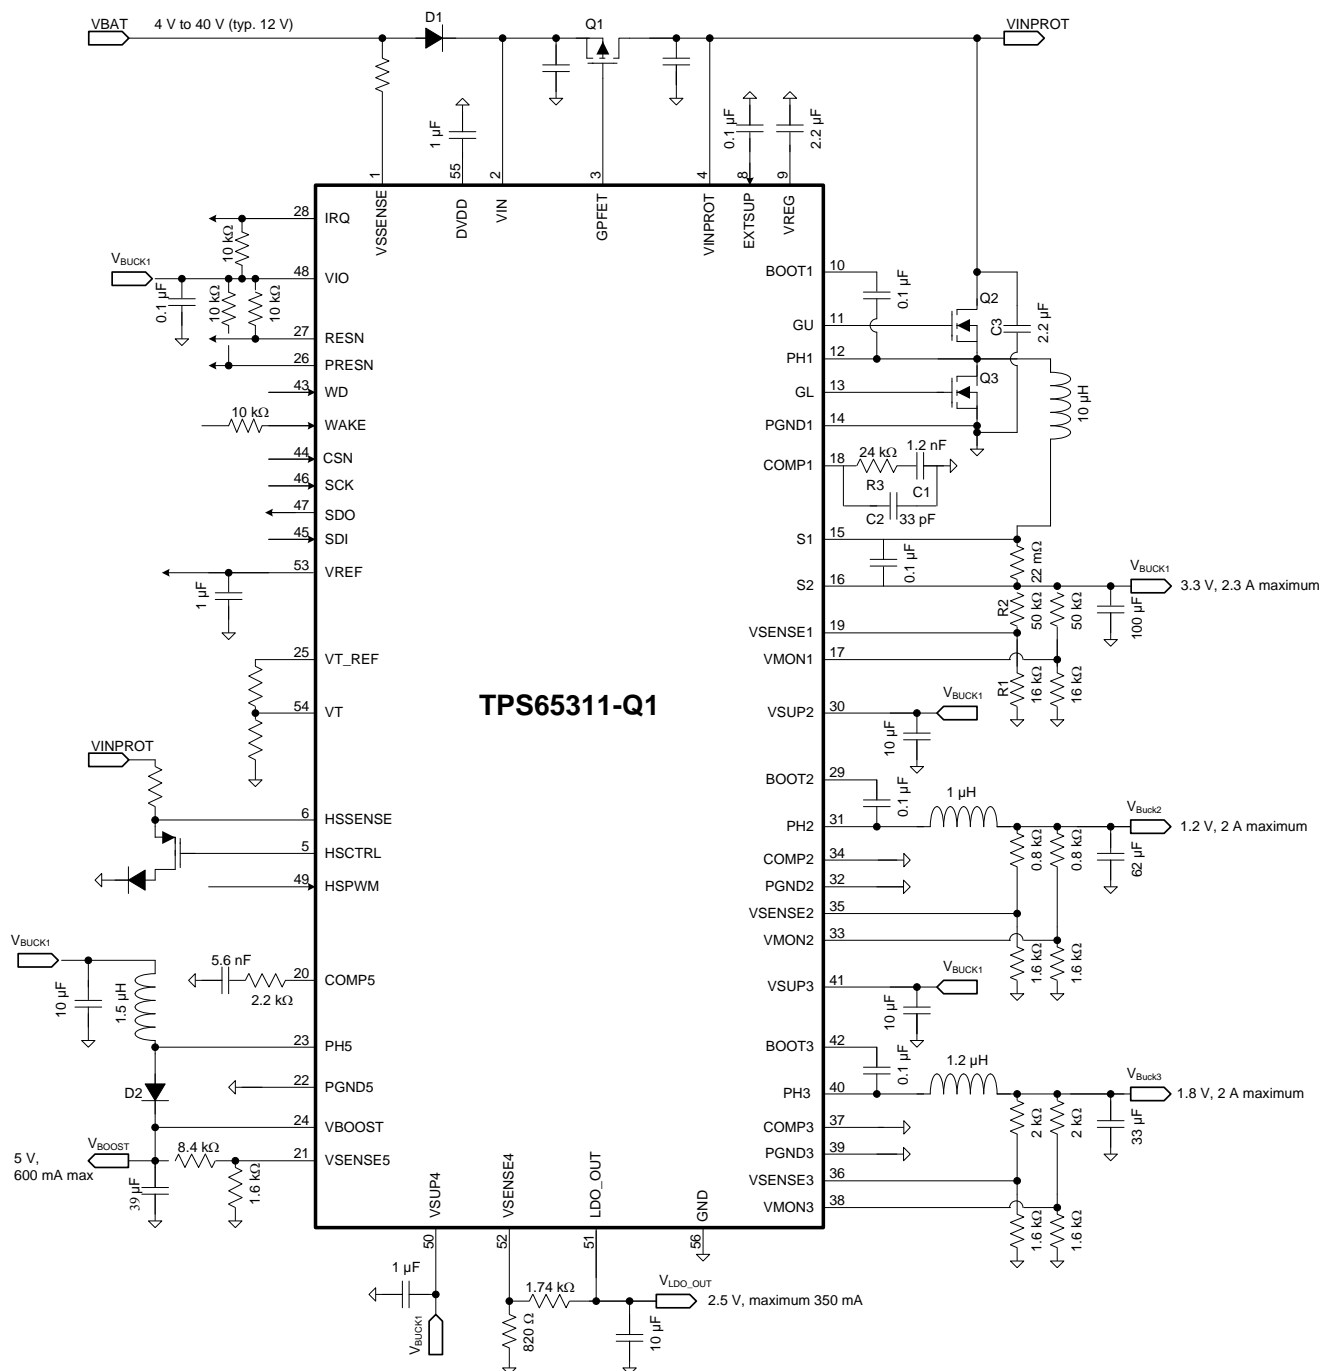 VBAT
4 V to 40 V (typ. 12 V)
D1
Q1
VINPROT
1 µF
0.1 µF
2.2 µF
1
55
2
3
4
8
9
VSSENSE
DVDD
VIN
GPFET
VINPROT
EXTSUP
VREG
28
IRQ
10 kΩ
VBUCK1
48
VIO
0.1 µF
10 kΩ
10 kΩ
27
RESN
26
PRESN
43
WD
10 kΩ
WAKE
44
CSN
46
SCK
47
SDO
45
SDI
53
VREF
1 µF
25
VT_REF
54
VT
VINPROT
6
HSSENSE
5
HSCTRL
49
HSPWM
VBUCK1
10 µF
1.5 µH
5.6 nF
2.2 kΩ
20
COMP5
23
PH5
D2
22
PGND5
24
VBOOST
VBOOST
5 V,
600 mA max
8.4 kΩ
21
VSENSE5
39 µF
1.6 kΩ
TPS65311-Q1
BOOT1
10
0.1 µF
Q2
GU
11
C3
2.2 µF
PH1
12
Q3
GL
13
10 µH
PGND1
14
COMP1
18
24 kΩ
1.2 nF
R3
C1
C2
33 pF
S1
15
0.1 µF
22 mΩ
S2
16
VBUCK1
3.3 V, 2.3 A maximum
R2
50 kΩ
50 kΩ
100 µF
VSENSE1
19
VMON1
17
R1
16 kΩ
16 kΩ
VSUP2
30
VBUCK1
10 µF
BOOT2
29
0.1 µF
1 µH
PH2
31
VBuck2
1.2 V, 2 A maximum
0.8 kΩ
0.8 kΩ
62 µF
COMP2
34
PGND2
32
VSENSE2
35
VMON2
33
1.6 kΩ
1.6 kΩ
VSUP3
41
VBUCK1
10 µF
BOOT3
42
0.1 µF
1.2 µH
PH3
40
VBuck3
1.8 V, 2 A maximum
2 kΩ
2 kΩ
33 µF
COMP3
37
PGND3
39
VSENSE3
36
VMON3
38
1.6 kΩ
1.6 kΩ
VSUP4
VSENSE4
LDO_OUT
GND
50
52
51
56
1 µF
VBUCK1
1.74 kΩ
820 Ω
10 µF
VLDO_OUT
2.5 V, maximum 350 mA